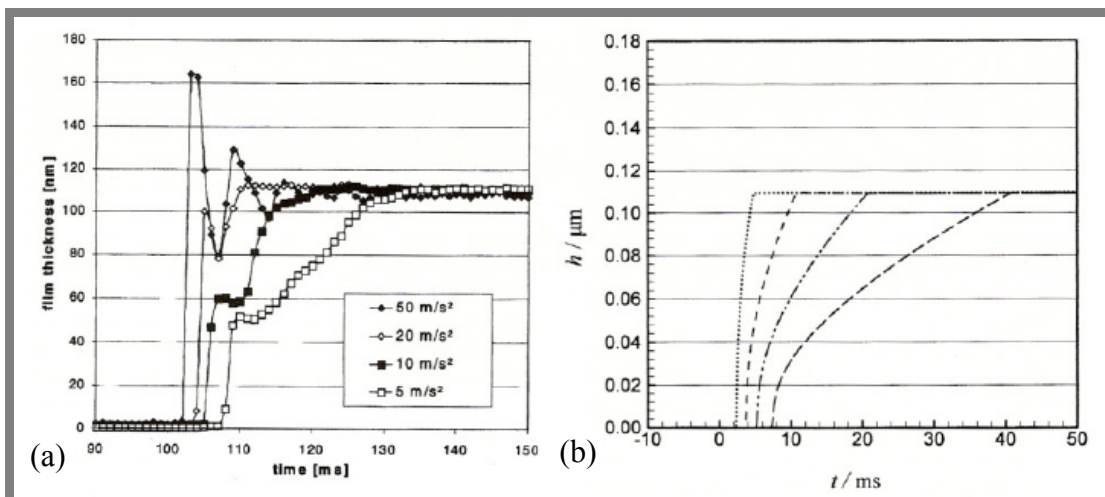 180
160
140
120
100
80
60
40
20
0
film thickness [nm]
50 m/s²
20 m/s²
10 m/s²
5 m/s²
90 100 110 120 130 140 150
time [ms]
(a)
0.18
0.16
0.14
0.12
0.10
0.08
0.06
0.04
0.02
0
h / μm
-10 0 10 20 30 40 50
t / ms
(b)